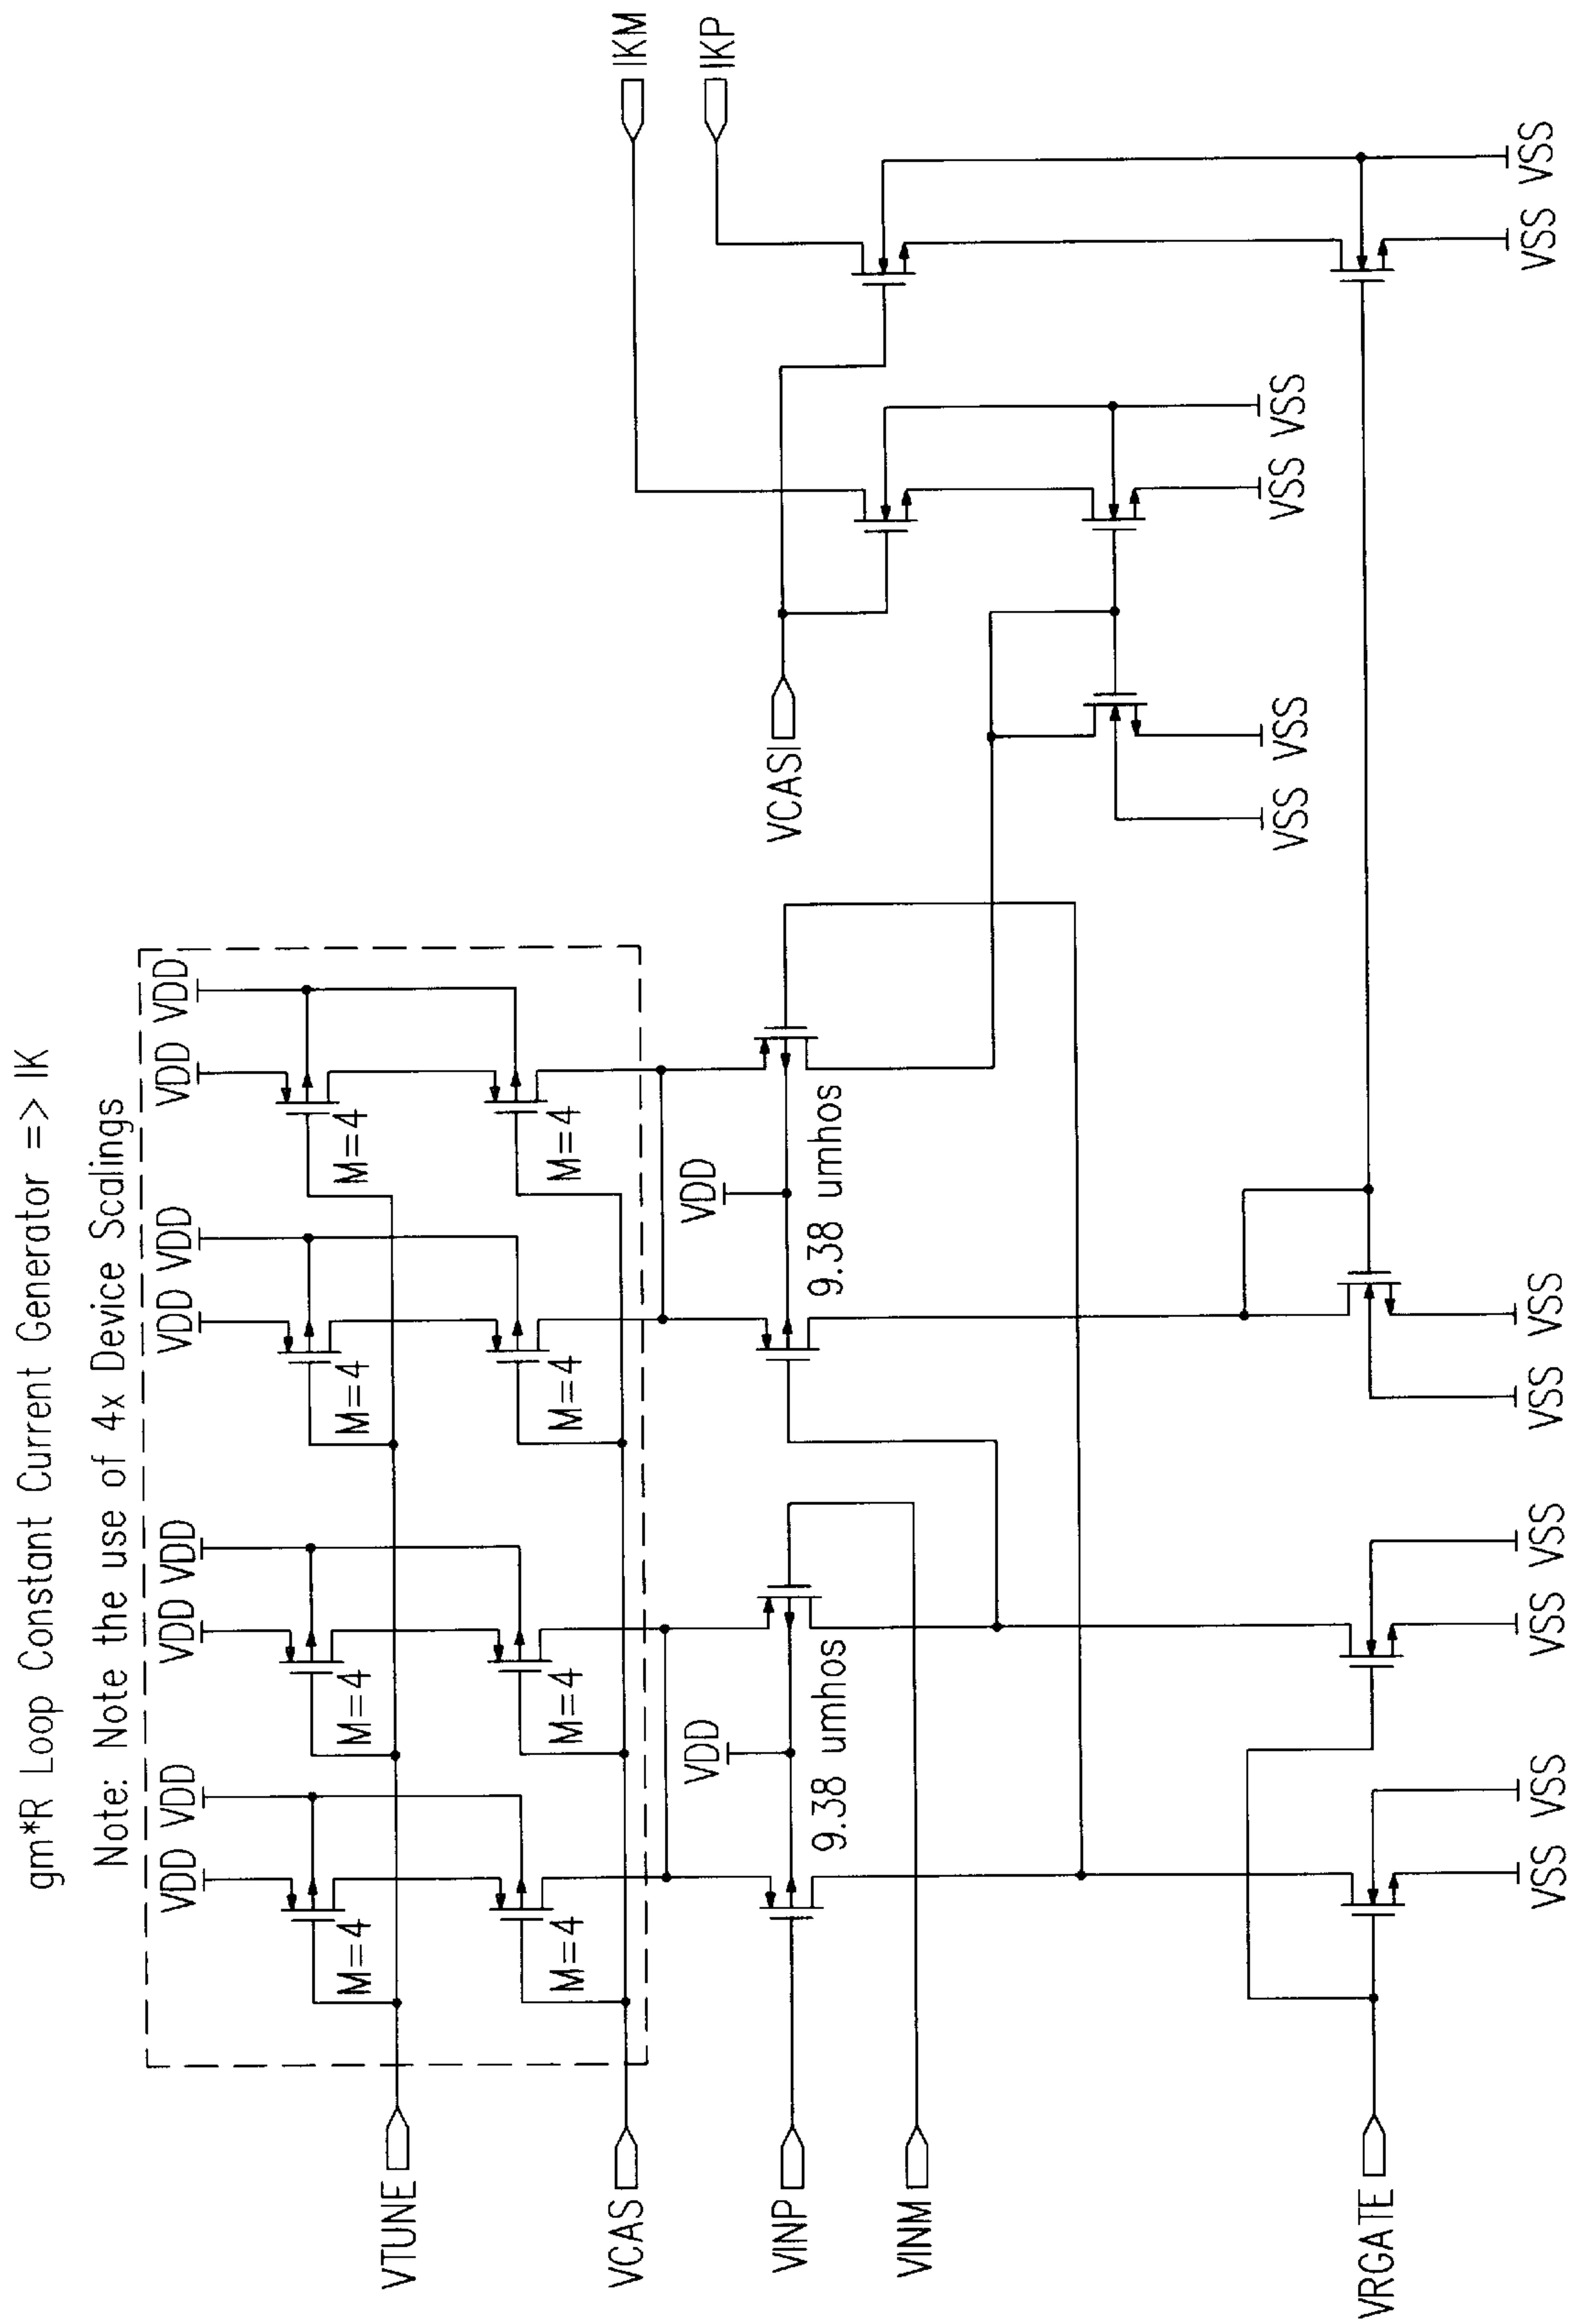 gm*R Loop Constant Current Generator => IK
Note: Note the use of 4x Device Scalings
VDD VDD
VDD VDD
VDD VDD
VDD VDD
M=4
M=4
M=4
M=4
VTUNE
M=4
M=4
M=4
M=4
VCAS
IKM
VDD
VDD
IKP
VINP
VCASI
9.38 umhos
9.38 umhos
VINM
VSS
VSS
VSS
VSS
VRGATE
VSS
VSS
VSS
VSS
VSS
VSS
VSS
VSS